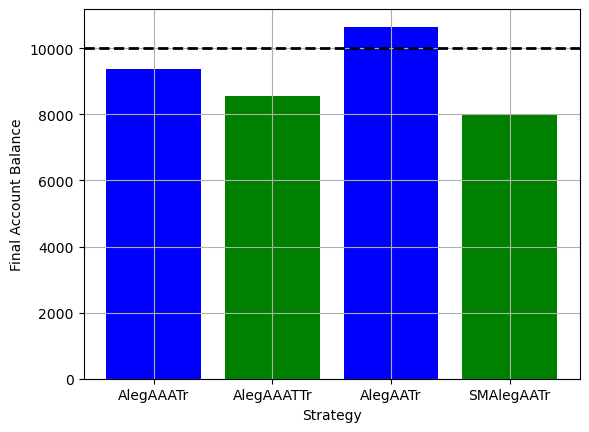 Final Account Balance
10000
8000
6000
4000
2000
0
AlegAAATr AlegAAATTr AlegAATr SMAlegAATr
Strategy